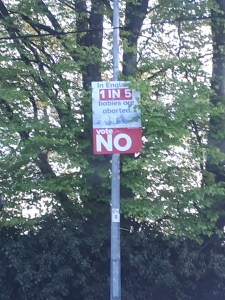 In England
1 IN 5
babies are
aborted
vote
NO